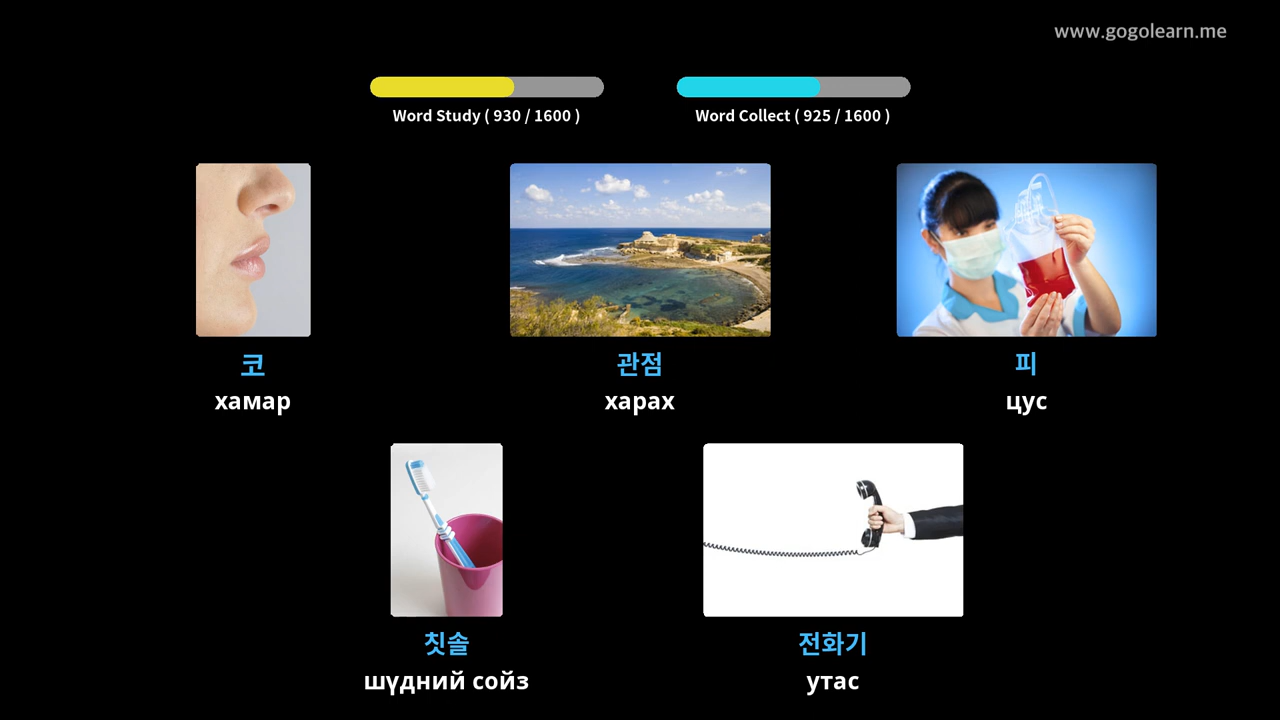 www.gogolearn.me
Word Study ( 930 / 1600 )
Word Collect ( 925 / 1600 )
코
хамар
관점
харах
피
цус
칫솔
шүдний сойз
전화기
утас